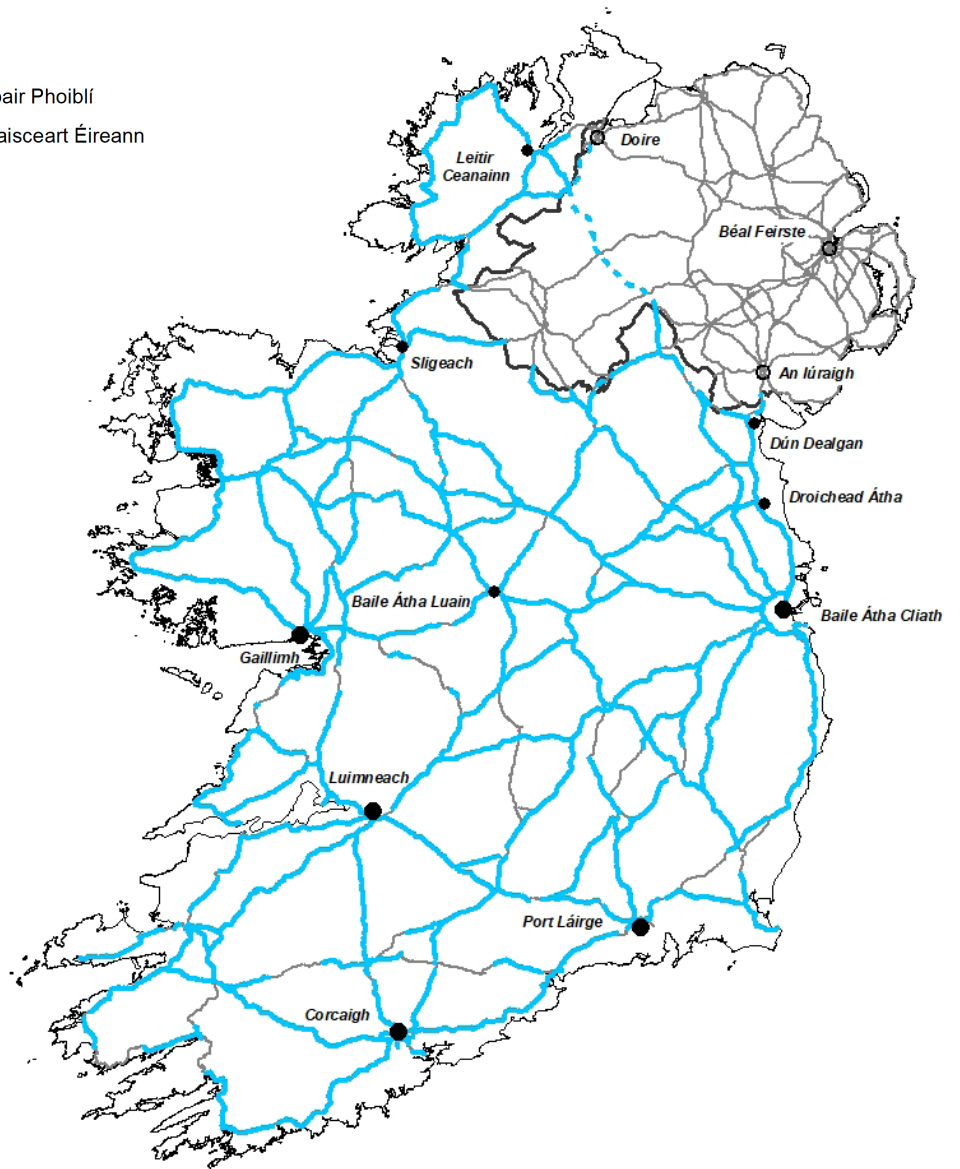 pair Phoiblí
aisceart Éireann
Doire
Leitir
Ceanainn
Béal Feirste
Sligeach
An Iúraigh
Dún Dealgan
Droichead Átha
Baile Átha Luain
Baile Átha Cliath
Gaillimh
Luimneach
Port Láirge
Corcaigh